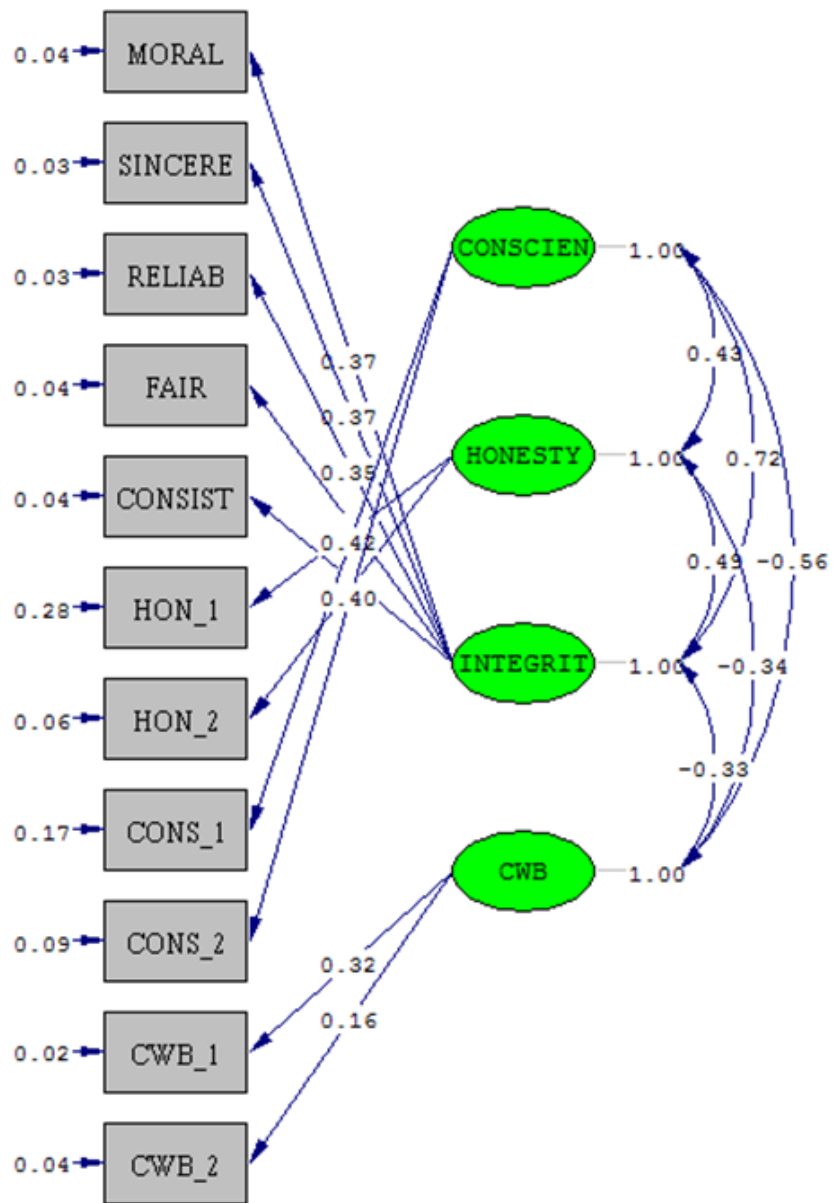 0.04 MORAL
0.03 SINCERE
CONSCIEN 1.00
0.03 RELIAB
0.43
0.37
0.04 FAIR
0.37
HONESTY 1.00 0.72
0.35
0.04 CONSIST
0.42
0.49 -0.56
0.40
0.28 HON_1
INTEGRIT 1.00 -0.34
0.06 HON_2
-0.33
0.17 CONS_1
CWB 1.00
0.09 CONS_2
0.32
0.16
0.02 CWB_1
0.04 CWB_2